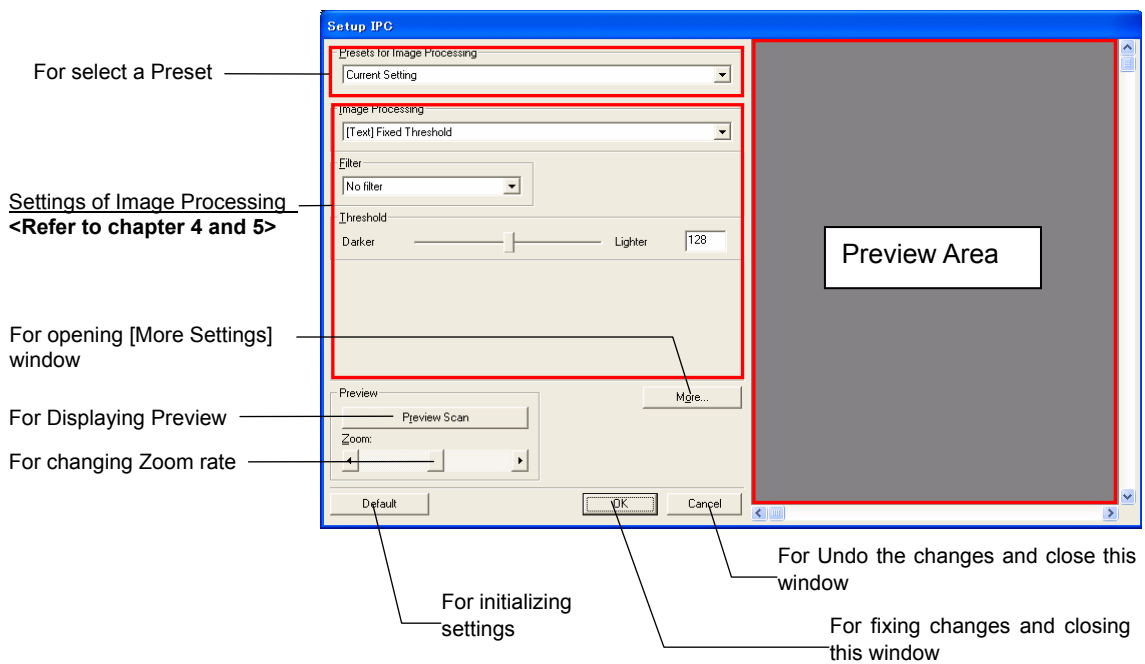 Setup IPC
Presets for Image Processing
For select a Preset
Current Setting
Image Processing
[Text] Fixed Threshold
Filter
No filter
Settings of Image Processing
<Refer to chapter 4 and 5>
Threshold
Darker
Lighter
128
Preview Area
For opening [More Settings]
window
Preview
More...
For Displaying Preview
Preview Scan
Zoom:
For changing Zoom rate
Default
OK
Cancel
For Undo the changes and close this
window
For initializing
settings
For fixing changes and closing
this window